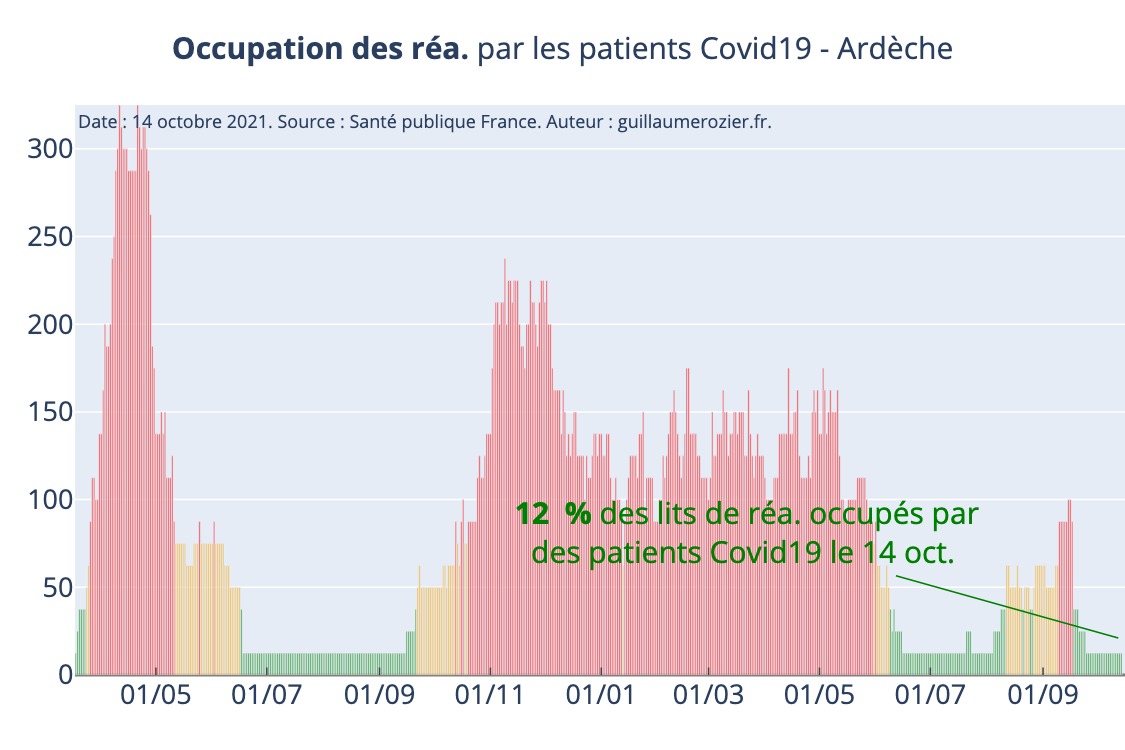 Occupation des réa. par les patients Covid19 - Ardèche
Date : 14 octobre 2021. Source : Santé publique France. Auteur : guillaumerozier.fr.
300
250
200
150
100
50
0
12 % des lits de réa. occupés par
des patients Covid19 le 14 oct.
01/05 01/07 01/09 01/11 01/01 01/03 01/05 01/07 01/09